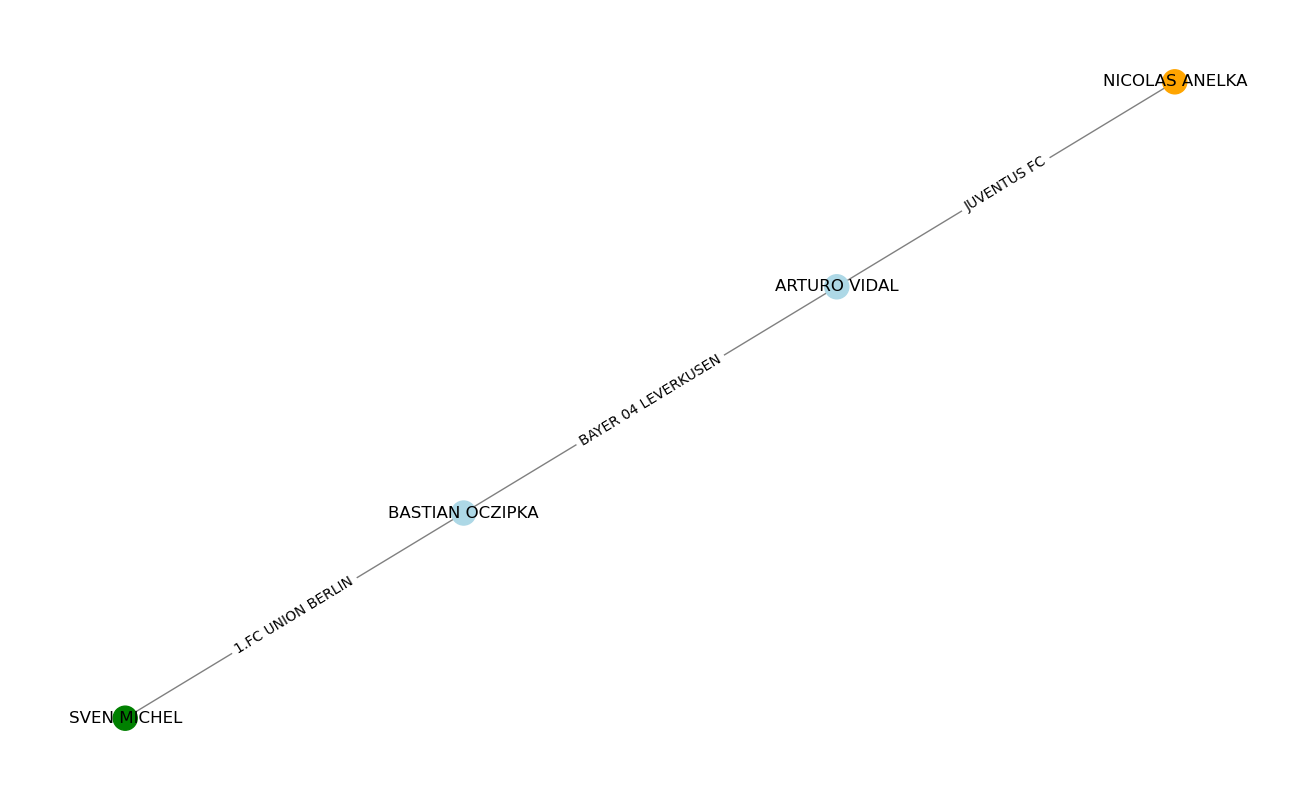 NICOLAS ANELKA
JUVENTUS FC
ARTURO VIDAL
BAYER 04 LEVERKUSEN
BASTIAN OCZIPKA
1.FC UNION BERLIN
SVEN MICHEL